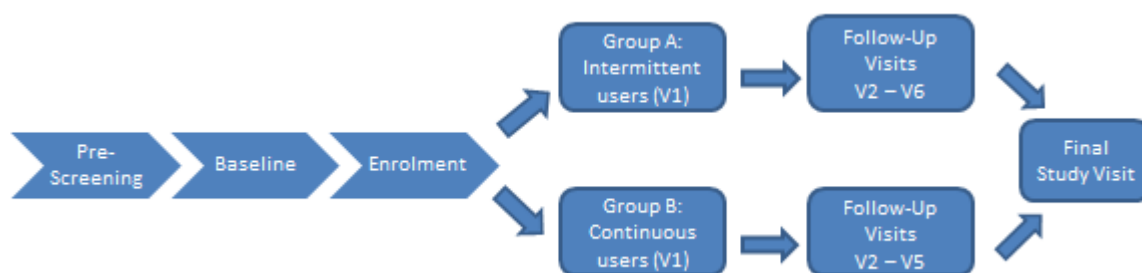 Pre-
Screening
Baseline
Enrolment
Group A:
Intermittent
users (V1)
Follow-Up
Visits
V2 – V6
Group B:
Continuous
users (V1)
Follow-Up
Visits
V2 – V5
Final
Study Visit